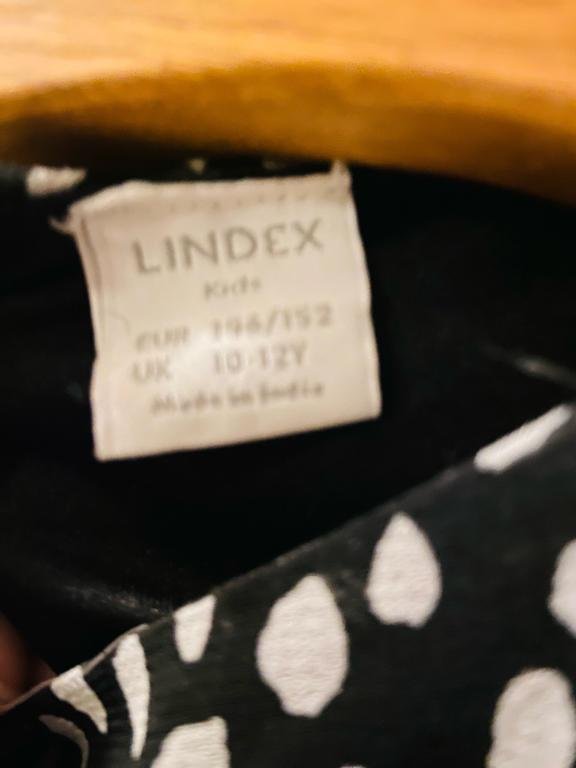 LINDEX
Kids
EUR 146/152
UK 10-12Y
Made in India